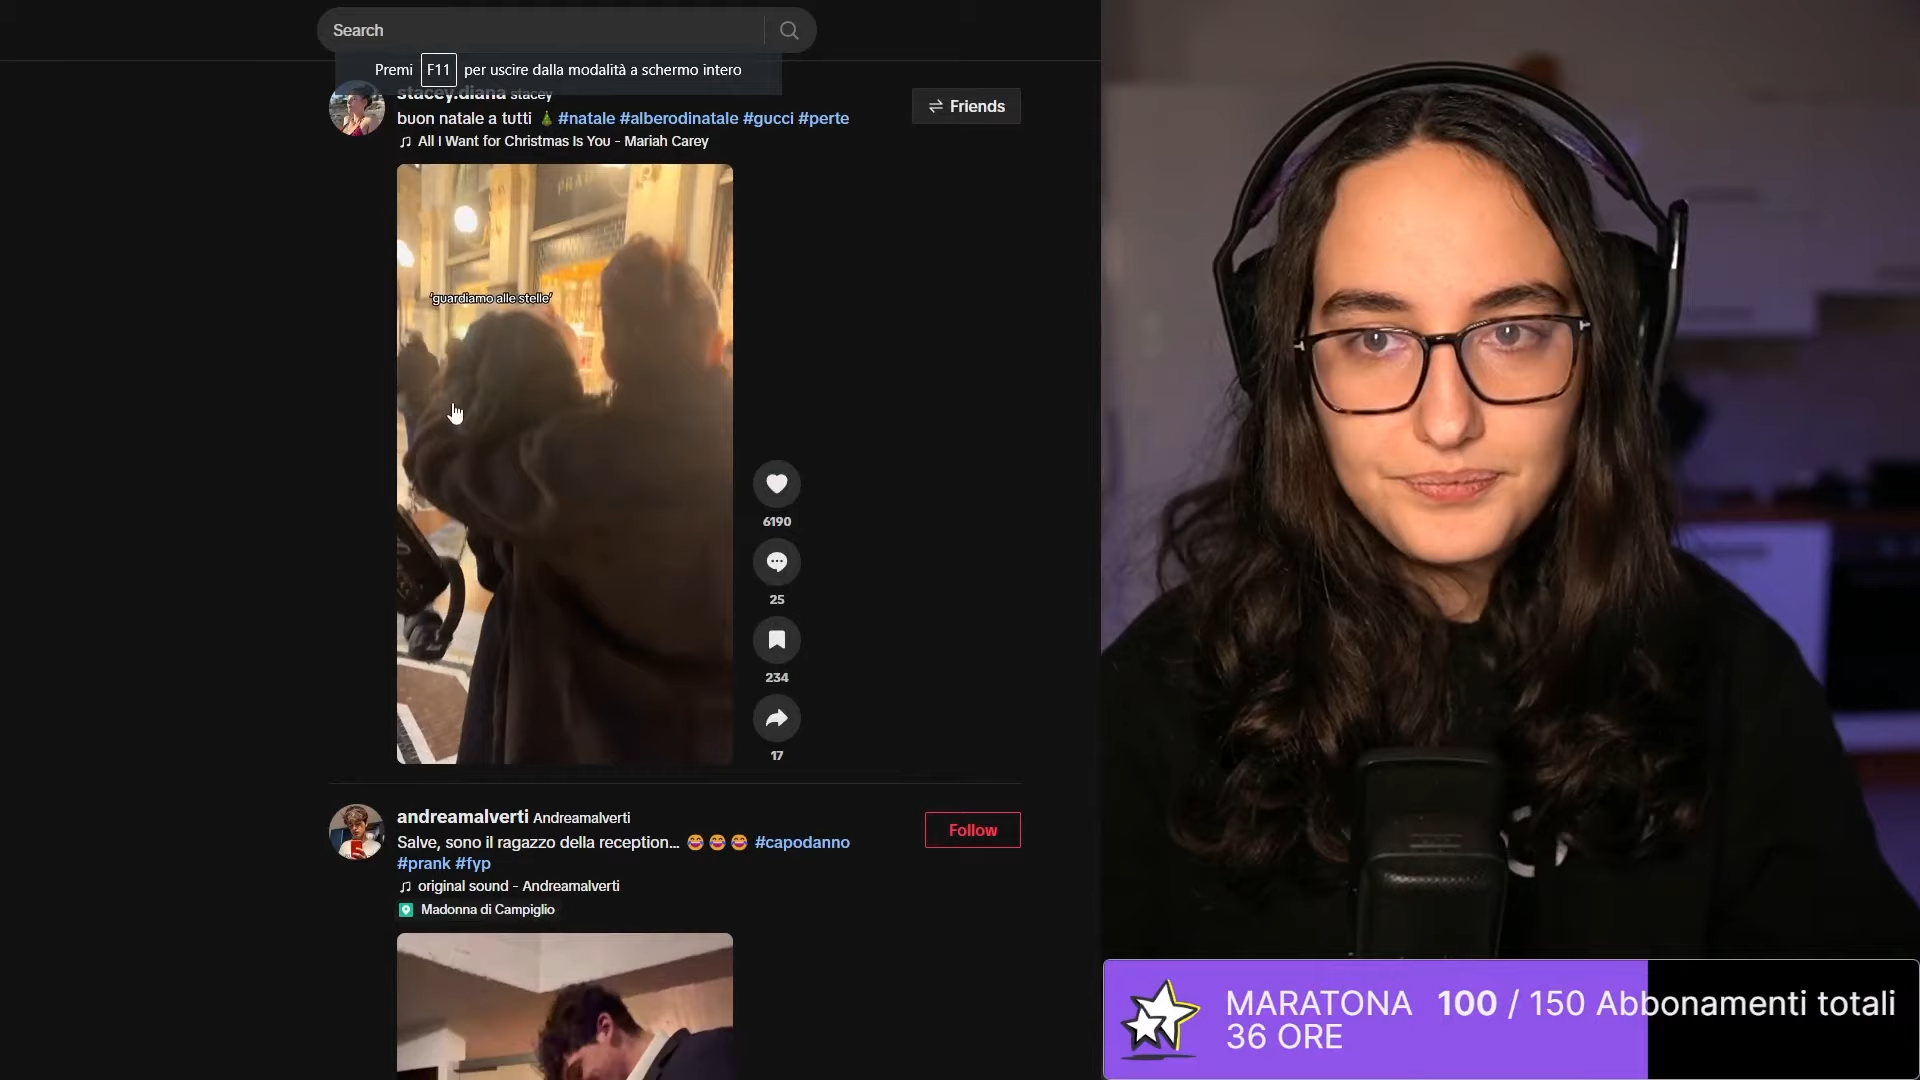 Search
Premi F11 per uscire dalla modalità a schermo intero
stacey.diana stacey
buon natale a tutti 🎄 #natale #alberodinatale #gucci #perte
All I Want for Christmas Is You - Mariah Carey
Friends
PRADA
'guardiamo alle stelle'
6190
25
234
17
andreamalverti Andreamalverti
Salve, sono il ragazzo della reception... 😂 😂 😂 #capodanno
#prank #fyp
original sound - Andreamalverti
Madonna di Campiglio
Follow
MARATONA 100 / 150 Abbonamenti totali
36 ORE